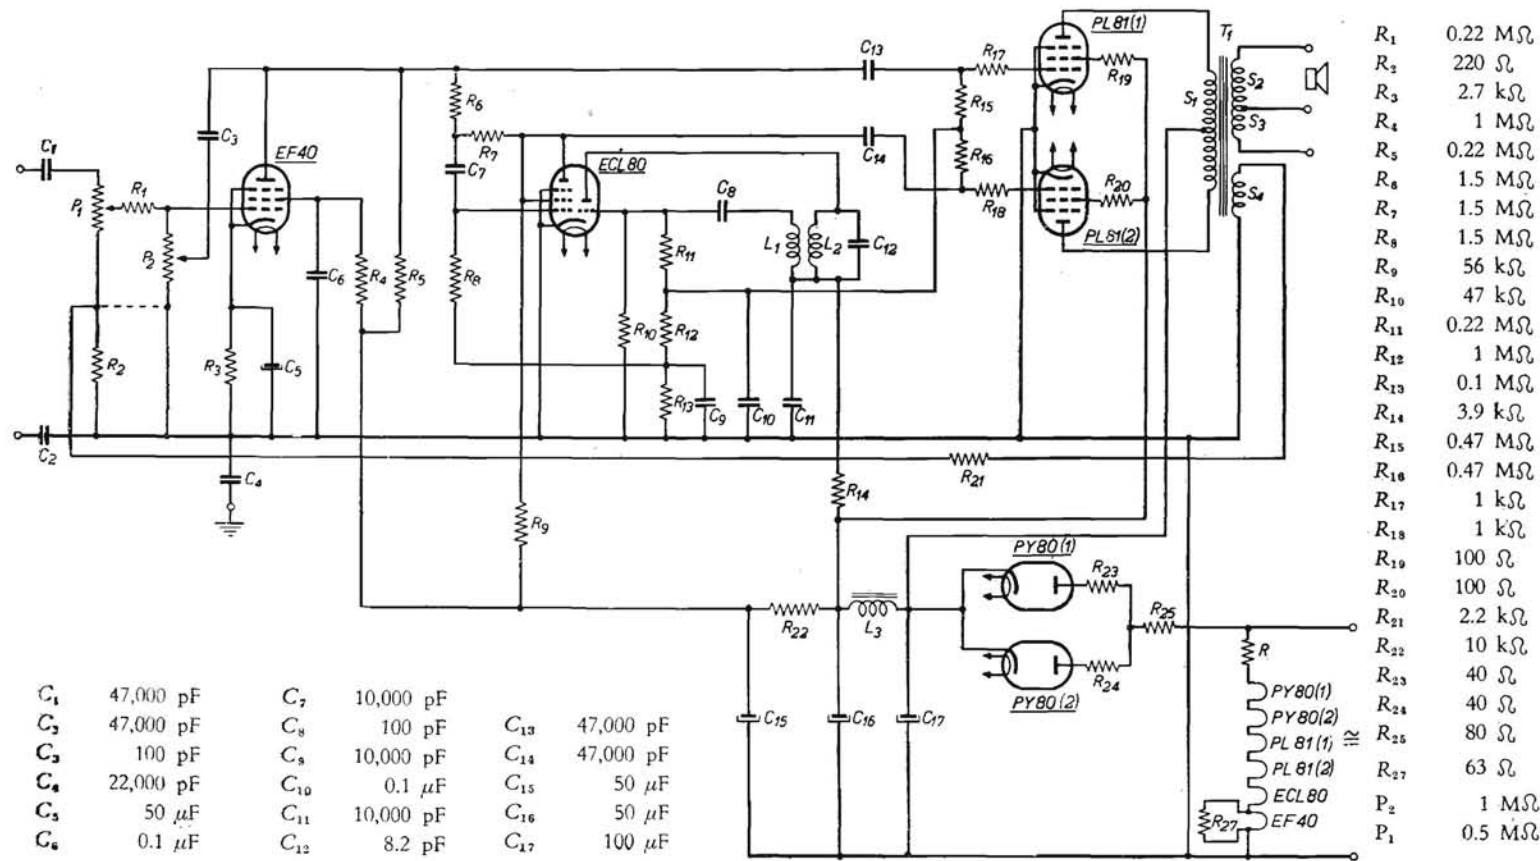 PL81(1)
C13
R17
R19
T1
S1
S2
S3
S4
R6
R15
C3
C14
R16
R7
EF40
ECL80
C7
C1
R1
P1
P2
C8
R18
R20
PL81(2)
L1
L2
C12
R11
C6
R4
R5
R8
R10
R12
R2
R3
C5
R13
C9
C10
C11
C2
R21
C4
R14
R9
PY80(1)
R23
R25
R22
L3
R24
PY80(2)
R
C15
C16
C17
PY80(1)
PY80(2)
PL81(1) ≅
PL81(2)
ECL80
R27
EF40
R1 0.22 MΩ
R2 220 Ω
R3 2.7 kΩ
R4 1 MΩ
R5 0.22 MΩ
R6 1.5 MΩ
R7 1.5 MΩ
R8 1.5 MΩ
R9 56 kΩ
R10 47 kΩ
R11 0.22 MΩ
R12 1 MΩ
R13 0.1 MΩ
R14 3,9 kΩ
R15 0.47 MΩ
R16 0.47 MΩ
R17 1 kΩ
R18 1 kΩ
R19 100 Ω
R20 100 Ω
R21 2.2 kΩ
R22 10 kΩ
R23 40 Ω
R24 40 Ω
R25 80 Ω
R27 63 Ω
P2 1 MΩ
P1 0.5 MΩ
C1 47,000 pF
C2 47,000 pF
C3 100 pF
C4 22,000 pF
C5 50 μF
C6 0.1 μF
C7 10,000 pF
C8 100 pF
C9 10,000 pF
C10 0.1 μF
C11 10,000 pF
C12 8.2 pF
C13 47,000 pF
C14 47,000 pF
C15 50 μF
C16 50 μF
C17 100 μF